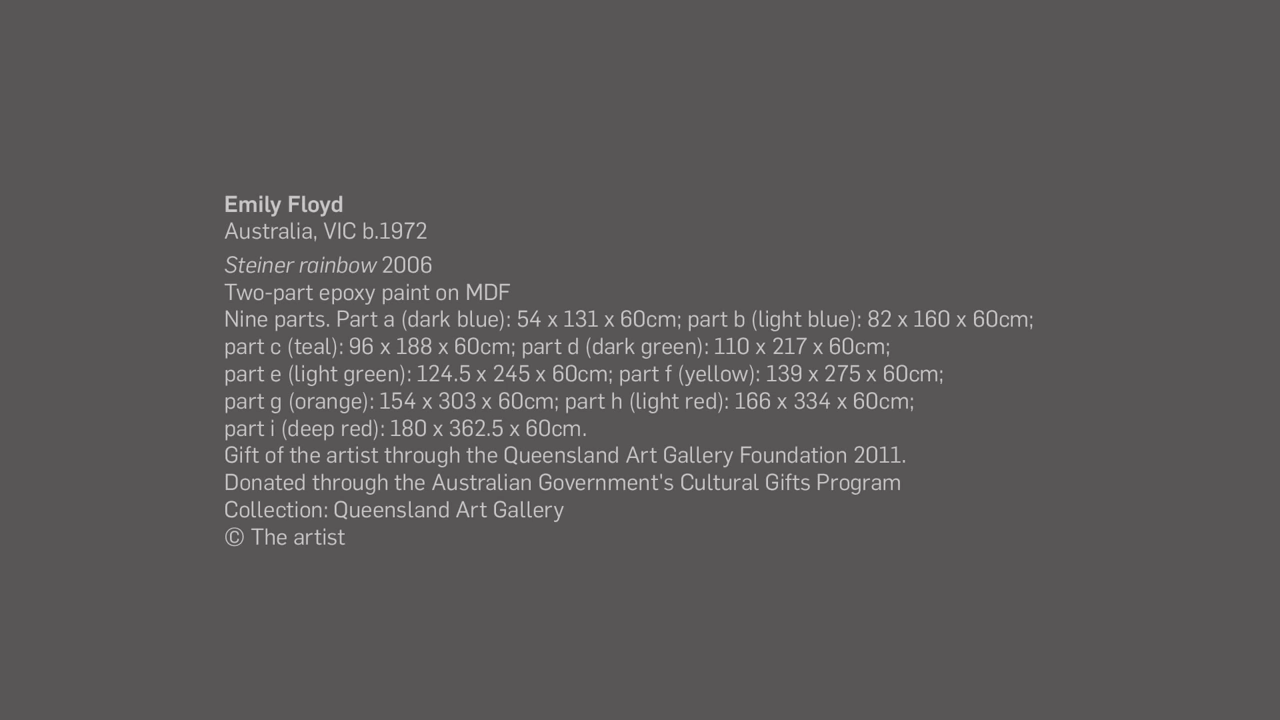 Emily Floyd
Australia, VIC b.1972
Steiner rainbow 2006
Two-part epoxy paint on MDF
Nine parts. Part a (dark blue): 54 x 131 x 60cm; part b (light blue): 82 x 160 x 60cm;
part c (teal): 96 x 188 x 60cm; part d (dark green): 110 x 217 x 60cm;
part e (light green): 124.5 x 245 x 60cm; part f (yellow): 139 x 275 x 60cm;
part g (orange): 154 x 303 x 60cm; part h (light red): 166 x 334 x 60cm;
part i (deep red): 180 x 362.5 x 60cm.
Gift of the artist through the Queensland Art Gallery Foundation 2011.
Donated through the Australian Government's Cultural Gifts Program
Collection: Queensland Art Gallery
© The artist